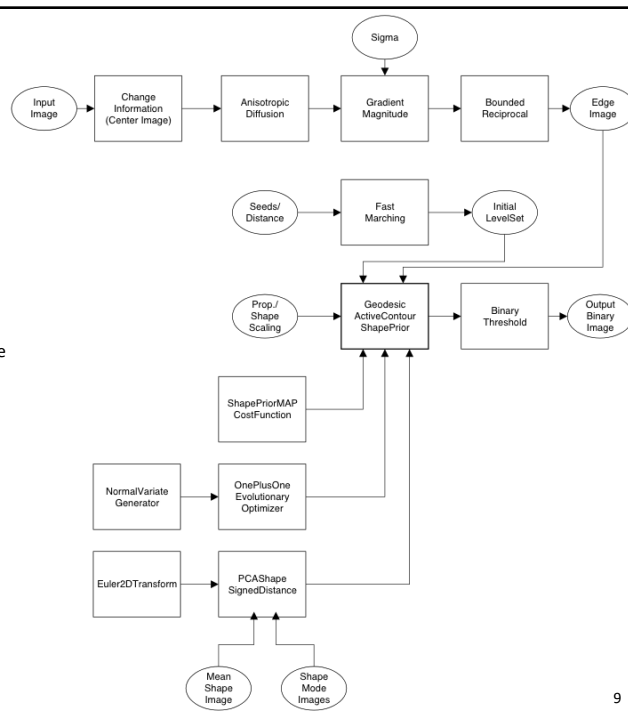 Sigma
Input
Image
Change
Information
(Center Image)
Anisotropic
Diffusion
Gradient
Magnitude
Bounded
Reciprocal
Edge
Image
Seeds/
Distance
Fast
Marching
Initial
LevelSet
Prop./
Shape
Scaling
Geodesic
ActiveContour
ShapePrior
Binary
Threshold
Output
Binary
Image
e
ShapePriorMAP
CostFunction
NormalVariate
Generator
OnePlusOne
Evolutionary
Optimizer
Euler2DTransform
PCAShape
SignedDistance
Mean
Shape
Image
Shape
Mode
Images
9